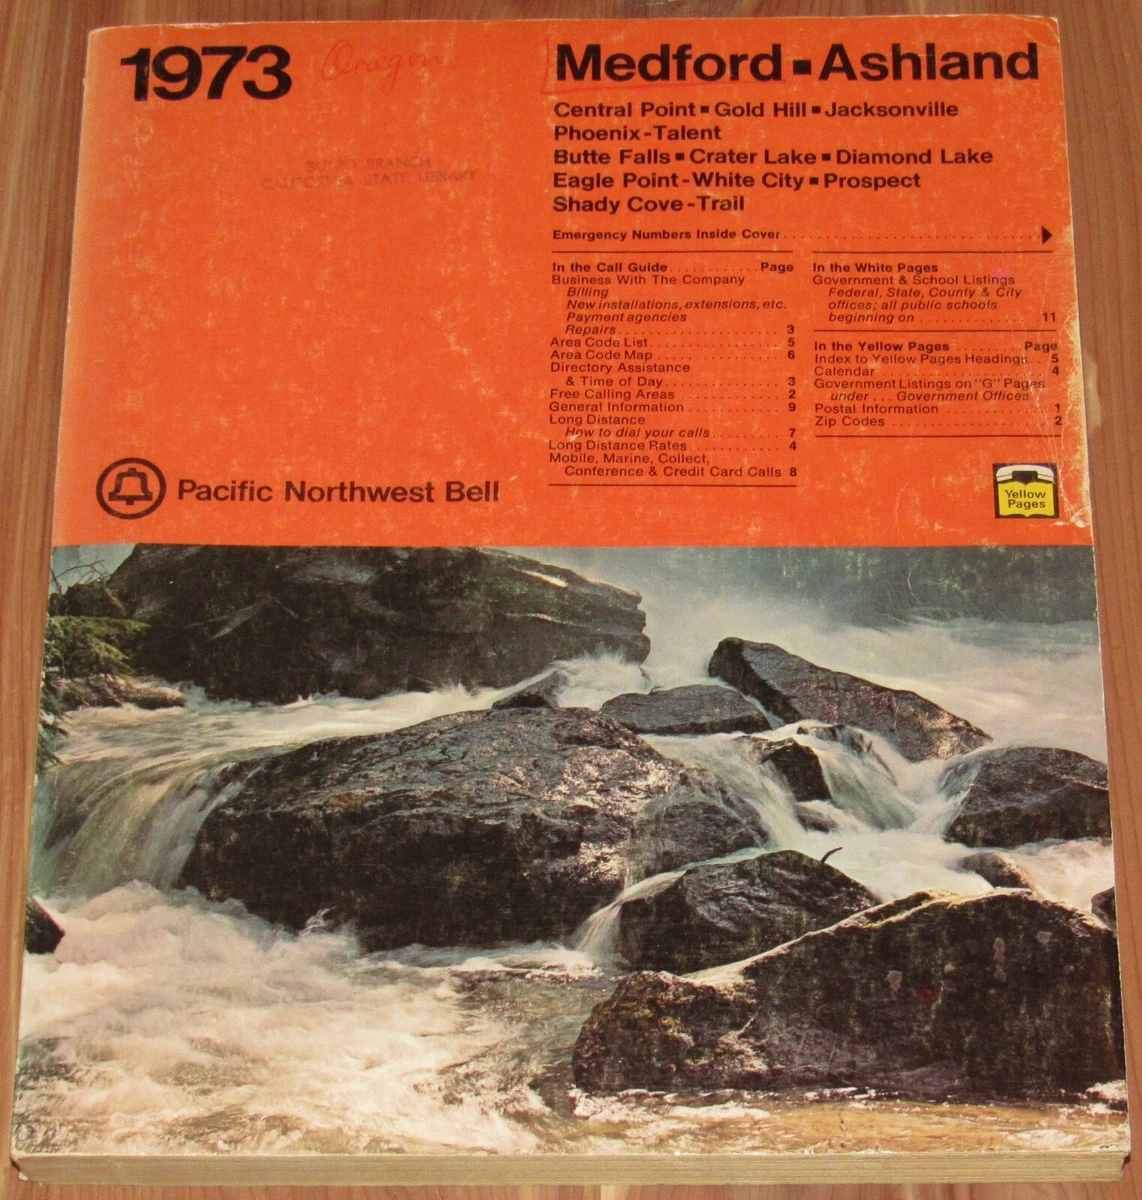 1973
Oregon
Medford ▪ Ashland
Central Point ▪ Gold Hill ▪ Jacksonville
Phoenix-Talent
Butte Falls ▪ Crater Lake ▪ Diamond Lake
Eagle Point-White City ▪ Prospect
Shady Cove-Trail
BRANCH
CALIFORNIA STATE LIBRARY
Emergency Numbers Inside Cover
In the Call Guide Page
Business With The Company
Billing
New installations, extensions, etc.
Payment agencies
Repairs 3
Area Code List 5
Area Code Map 6
Directory Assistance
& Time of Day 3
Free Calling Areas 2
General Information 9
Long Distance
How to dial your calls 7
Long Distance Rates 4
Mobile, Marine, Collect,
Conference & Credit Card Calls 8
In the White Pages
Government & School Listings
Federal, State, County & City
offices; all public schools
beginning on 11
In the Yellow Pages Page
Index to Yellow Pages Headings 5
Calendar 4
Government Listings on "G" Pages
under ... Government Offices
Postal Information 1
Zip Codes 2
Pacific Northwest Bell
Yellow
Pages